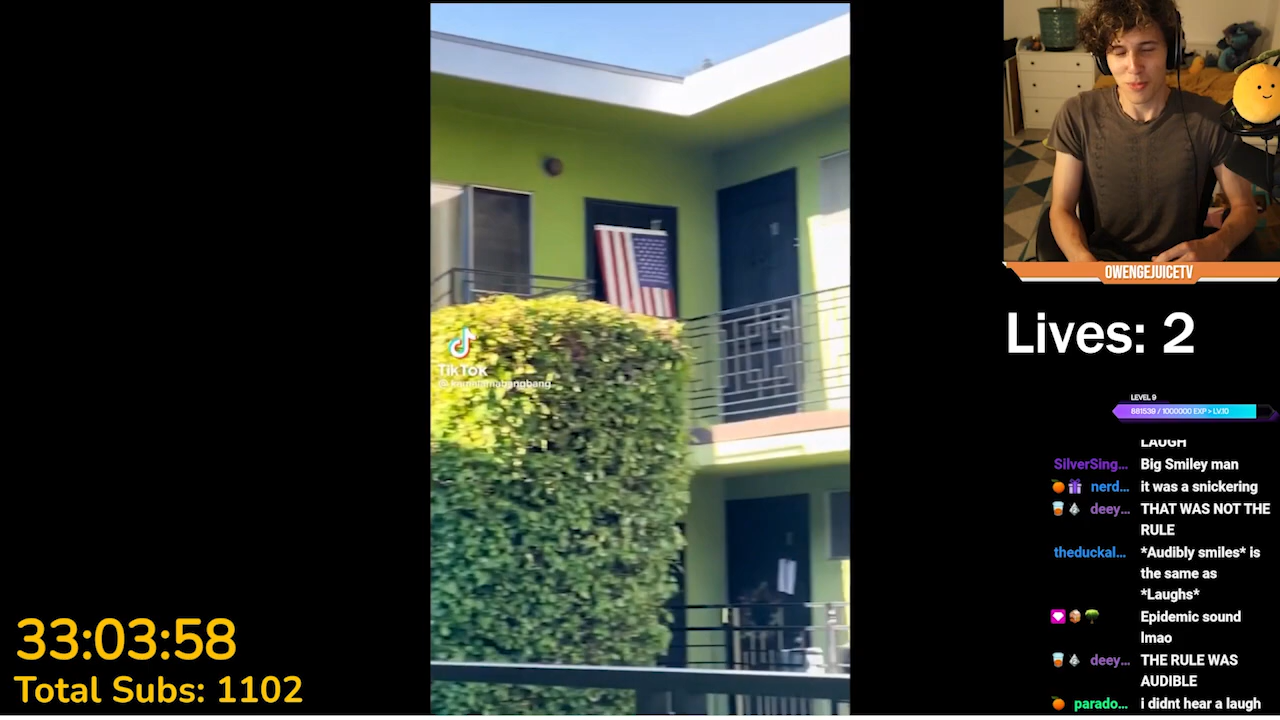 TikTok
33:03:58
Total Subs: 1102
OWENGEJUICETV
Lives: 2
LEVEL 9
881539 / 1000000 EXP > LV.10
LAUGH
SilverSing... Big Smiley man
nerd... it was a snickering
deey... THAT WAS NOT THE
RULE
theduckal... *Audibly smiles* is
the same as
*Laughs*
Epidemic sound
lmao
deey... THE RULE WAS
AUDIBLE
parado... i didnt hear a laugh